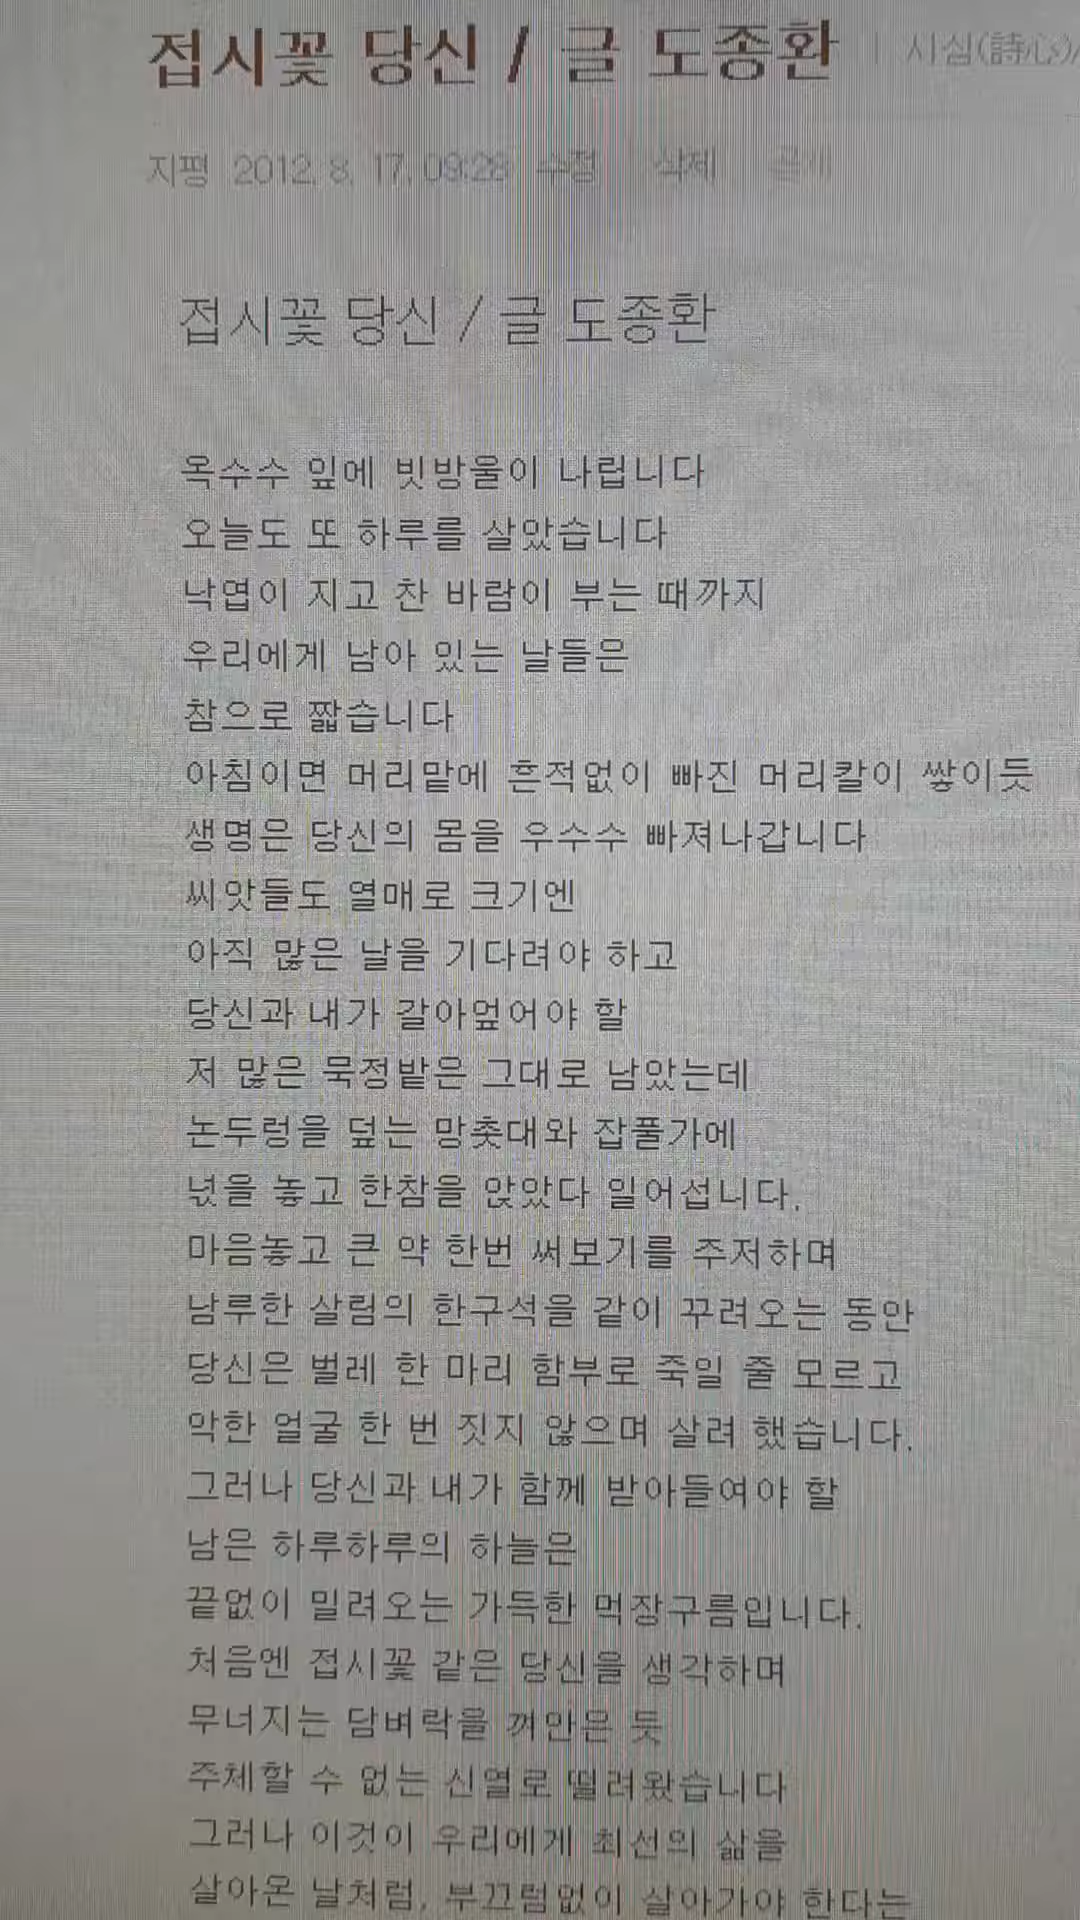 접시꽃 당신 / 글 도종환 | 시심(詩心)/
지평 2012. 8. 17. 09:28 수정 삭제
접시꽃 당신 / 글 도종환
옥수수 잎에 빗방울이 나립니다
오늘도 또 하루를 살았습니다
낙엽이 지고 찬 바람이 부는 때까지
우리에게 남아 있는 날들은
참으로 짧습니다
아침이면 머리맡에 흔적없이 빠진 머리칼이 쌓이듯
생명은 당신의 몸을 우수수 빠져나갑니다
씨앗들도 열매로 크기엔
아직 많은 날을 기다려야 하고
당신과 내가 갈아엎어야 할
저 많은 묵정밭은 그대로 남았는데
논두렁을 덮는 망촛대와 잡풀가에
넋을 놓고 한참을 앉았다 일어섭니다.
마음놓고 큰 약 한번 써보기를 주저하며
남루한 살림의 한구석을 같이 꾸려오는 동안
당신은 벌레 한 마리 함부로 죽일 줄 모르고
악한 얼굴 한 번 짓지 않으며 살려 했습니다.
그러나 당신과 내가 함께 받아들여야 할
남은 하루하루의 하늘은
끝없이 밀려오는 가득한 먹장구름입니다.
처음엔 접시꽃 같은 당신을 생각하며
무너지는 담벼락을 껴안은 듯
주체할 수 없는 신열로 떨려왔습니다
그러나 이것이 우리에게 최선의 삶을
살아온 날처럼, 부끄럼없이 살아가야 한다는